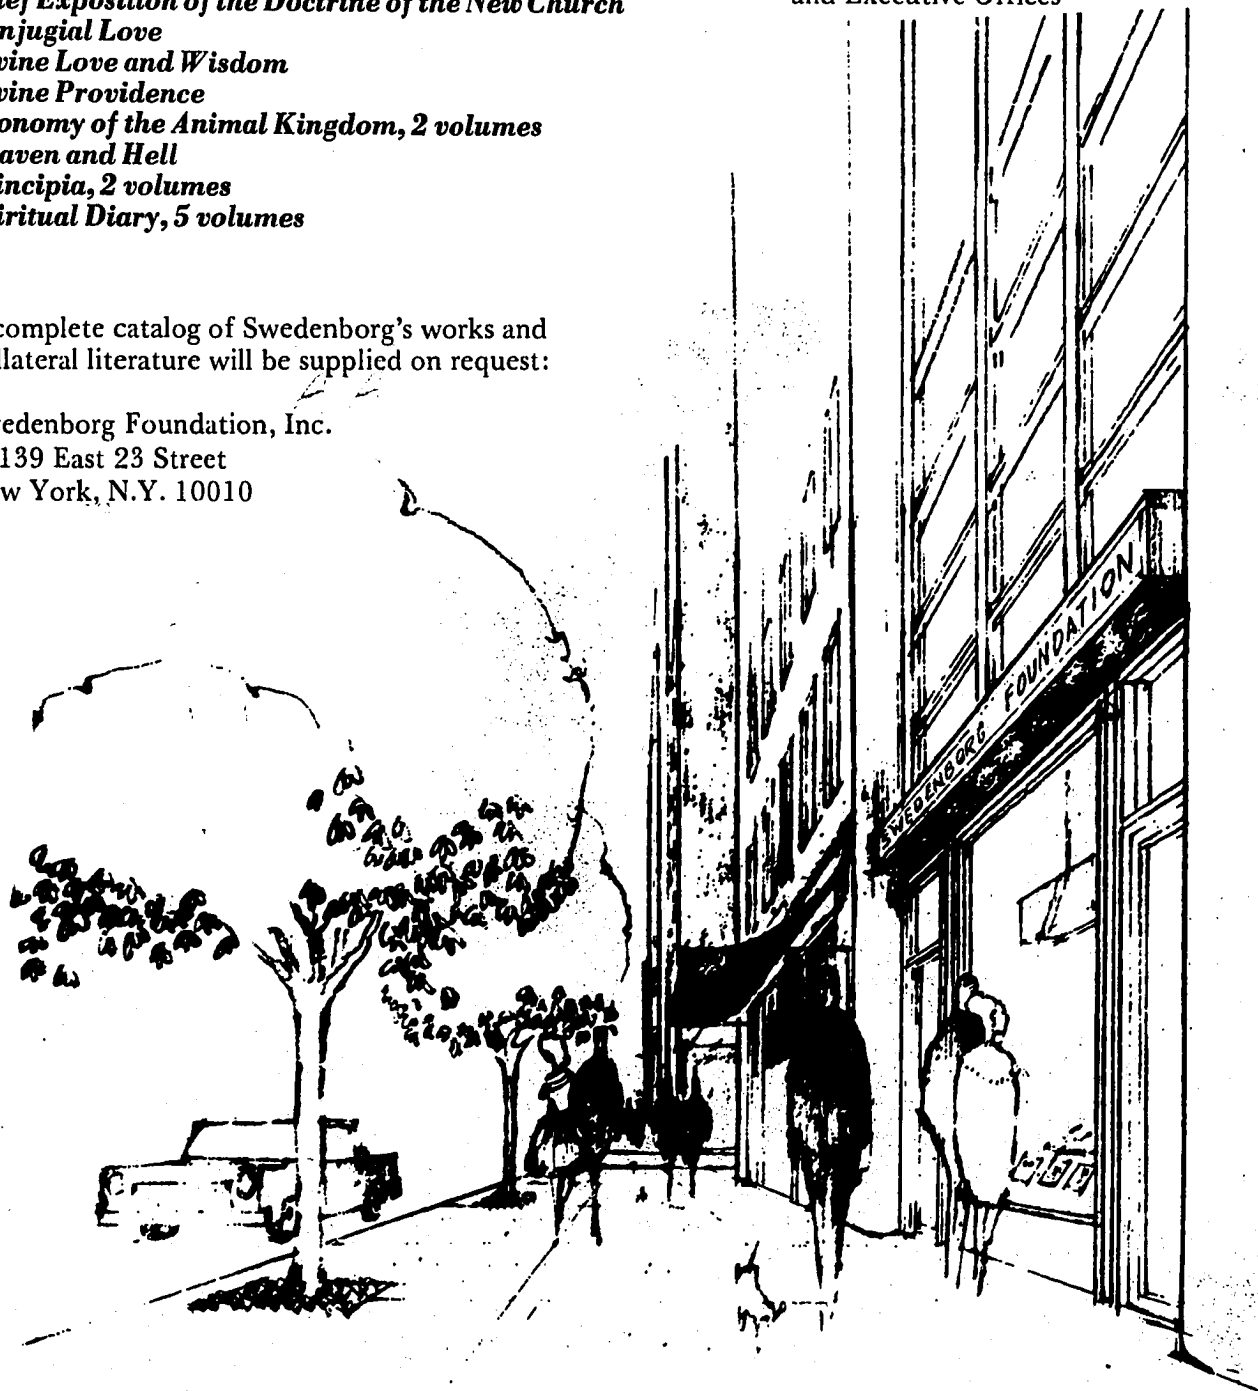 ief Exposition of the Doctrine of the New Church
njugial Love
vine Love and Wisdom
vine Providence
onomy of the Animal Kingdom, 2 volumes
aven and Hell
incipia, 2 volumes
iritual Diary, 5 volumes
complete catalog of Swedenborg's works and
llateral literature will be supplied on request:
edenborg Foundation, Inc.
139 East 23 Street
w York, N.Y. 10010
and Executive Offices
SWEDENBORG FOUNDATION